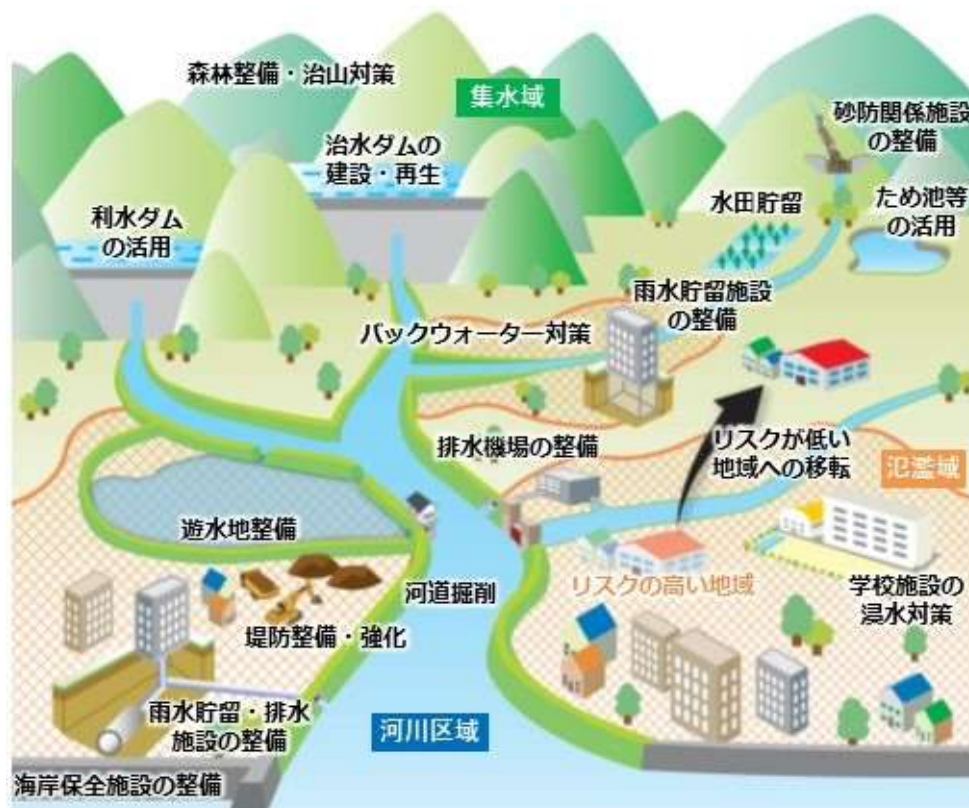 森林整備・治山対策
集水域
砂防関係施設
の整備
治水ダムの
建設・再生
水田貯留
ため池等
の活用
利水ダム
の活用
雨水貯留施設
の整備
バックウォーター対策
排水機場の整備
リスクが低い
地域への移転
氾濫域
遊水地整備
河道掘削
リスクの高い地域
学校施設の
浸水対策
堤防整備・強化
雨水貯留・排水
施設の整備
河川区域
海岸保全施設の整備